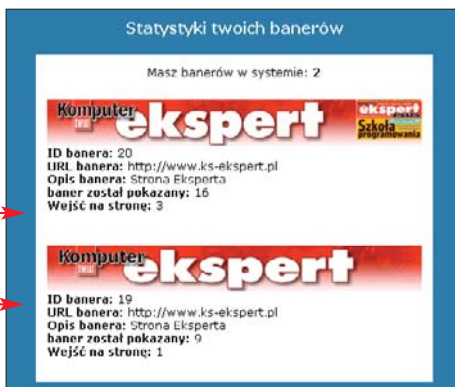 Statystyki twoich banerów
Masz banerów w systemie: 2
Komputer
ŚWIAT
ekspert
ekspert
PLUS
Szkoła
programowania
ID banera: 20
URL banera: http://www.ks-ekspert.pl
Opis banera: Strona Eksperta
baner został pokazany: 16
Wejść na stronę: 3
Komputer
ŚWIAT
ekspert
ID banera: 19
URL banera: http://www.ks-ekspert.pl
Opis banera: Strona Eksperta
baner został pokazany: 9
Wejść na stronę: 1